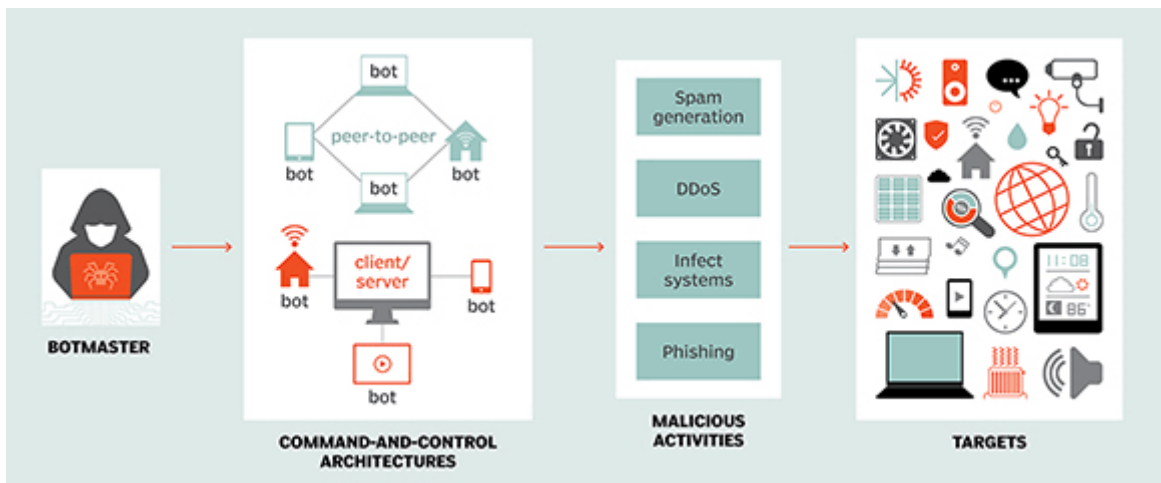 BOTMASTER
bot
peer-to-peer
bot
bot
bot
client/
server
bot
bot
bot
COMMAND-AND-CONTROL
ARCHITECTURES
Spam
generation
DDoS
Infect
systems
Phishing
MALICIOUS
ACTIVITIES
11:08
86°
TARGETS